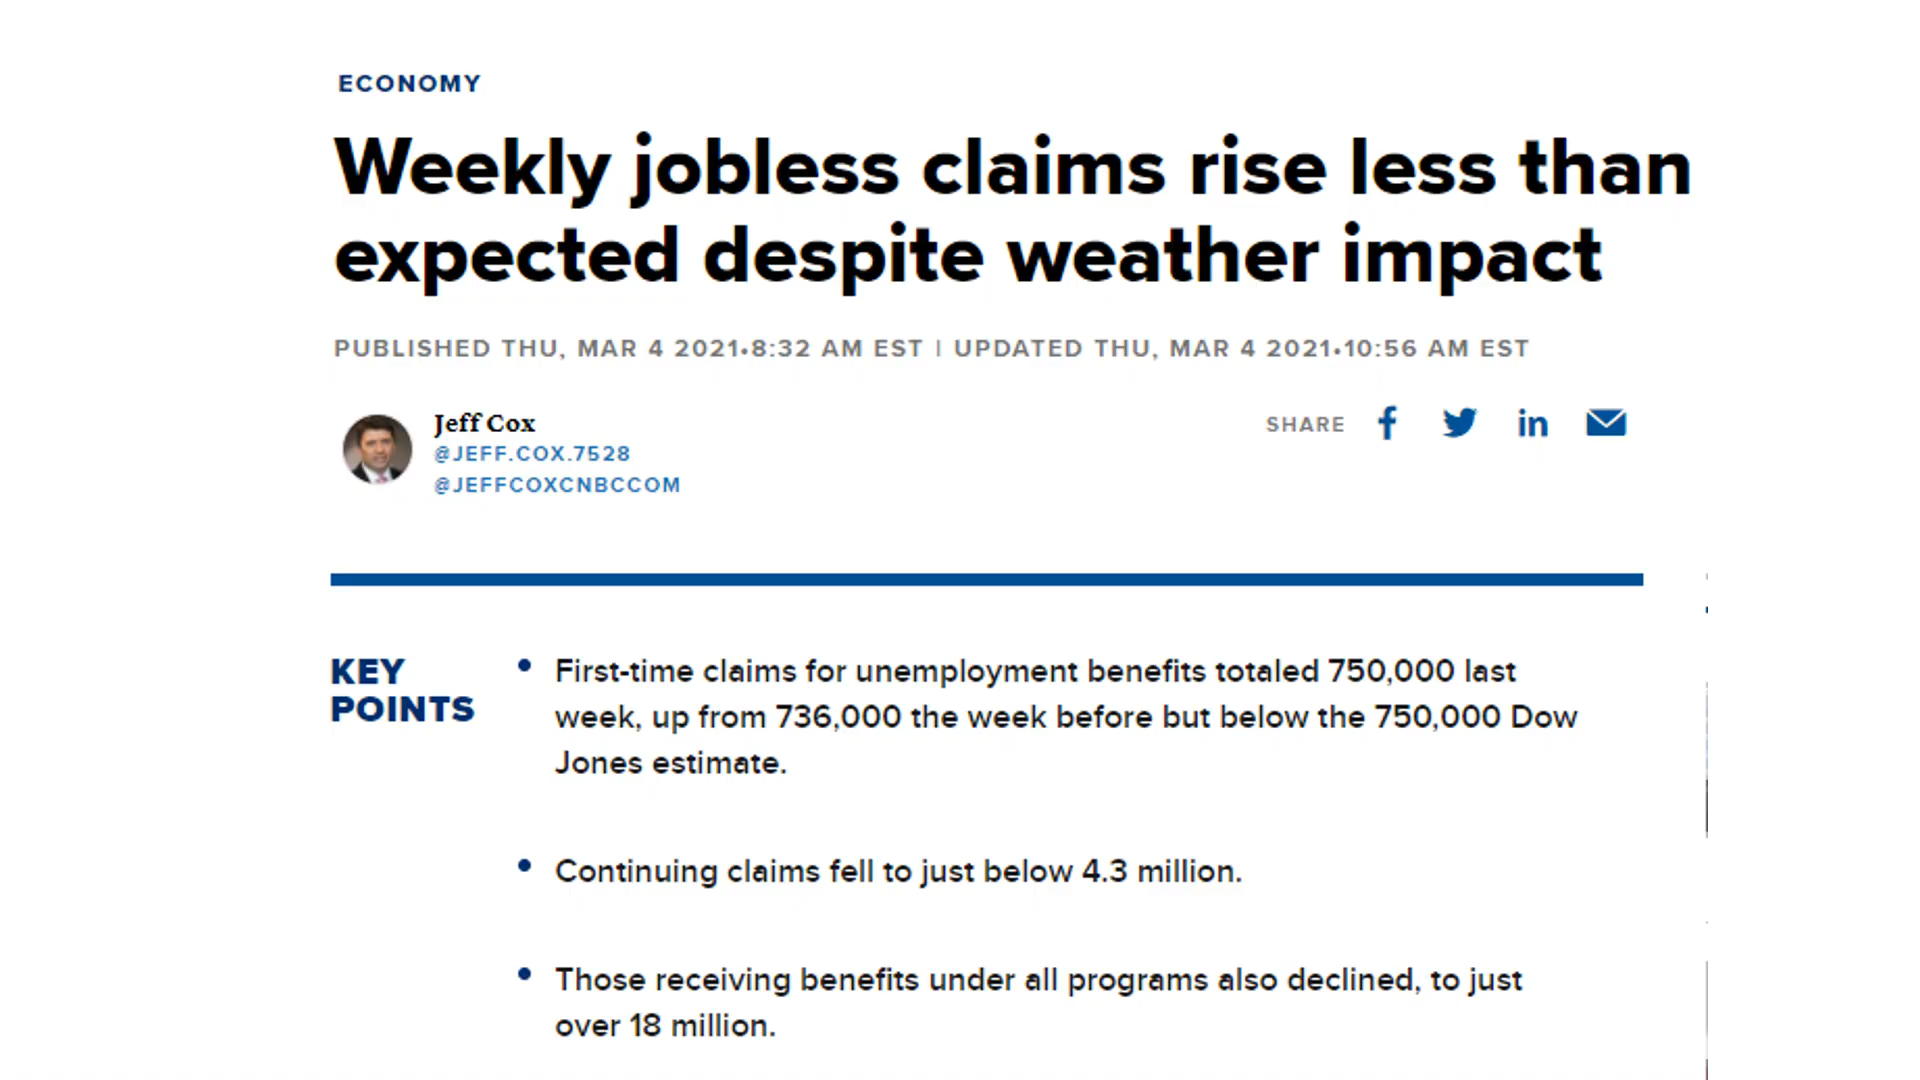 ECONOMY
Weekly jobless claims rise less than
expected despite weather impact
PUBLISHED THU, MAR 4 2021•8:32 AM EST | UPDATED THU, MAR 4 2021•10:56 AM EST
Jeff Cox
@JEFF.COX.7528
@JEFFCOXCNBCCOM
SHARE
KEY
POINTS
• First-time claims for unemployment benefits totaled 750,000 last
week, up from 736,000 the week before but below the 750,000 Dow
Jones estimate.
• Continuing claims fell to just below 4.3 million.
• Those receiving benefits under all programs also declined, to just
over 18 million.